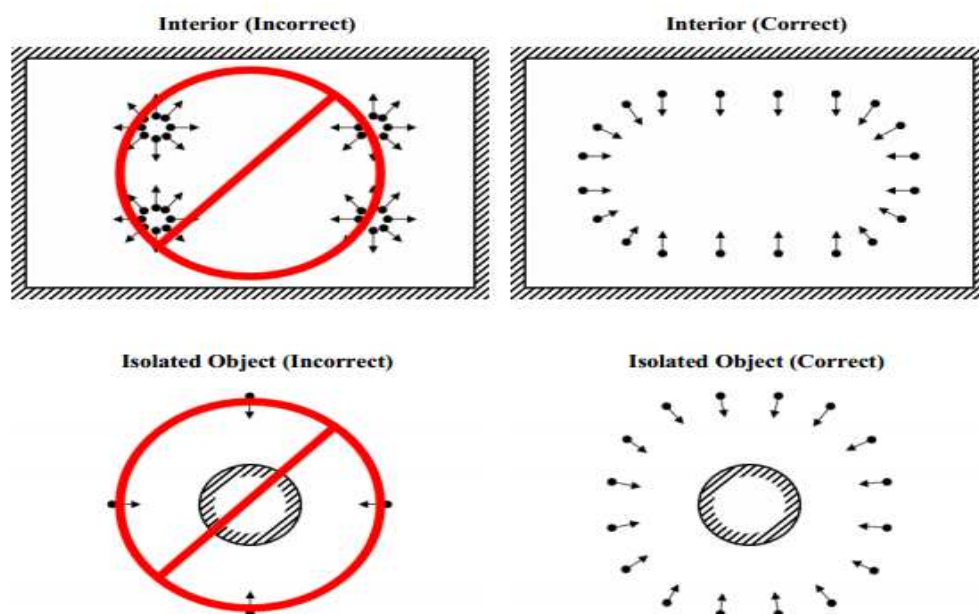 Interior (Incorrect)
Interior (Correct)
Isolated Object (Incorrect)
Isolated Object (Correct)